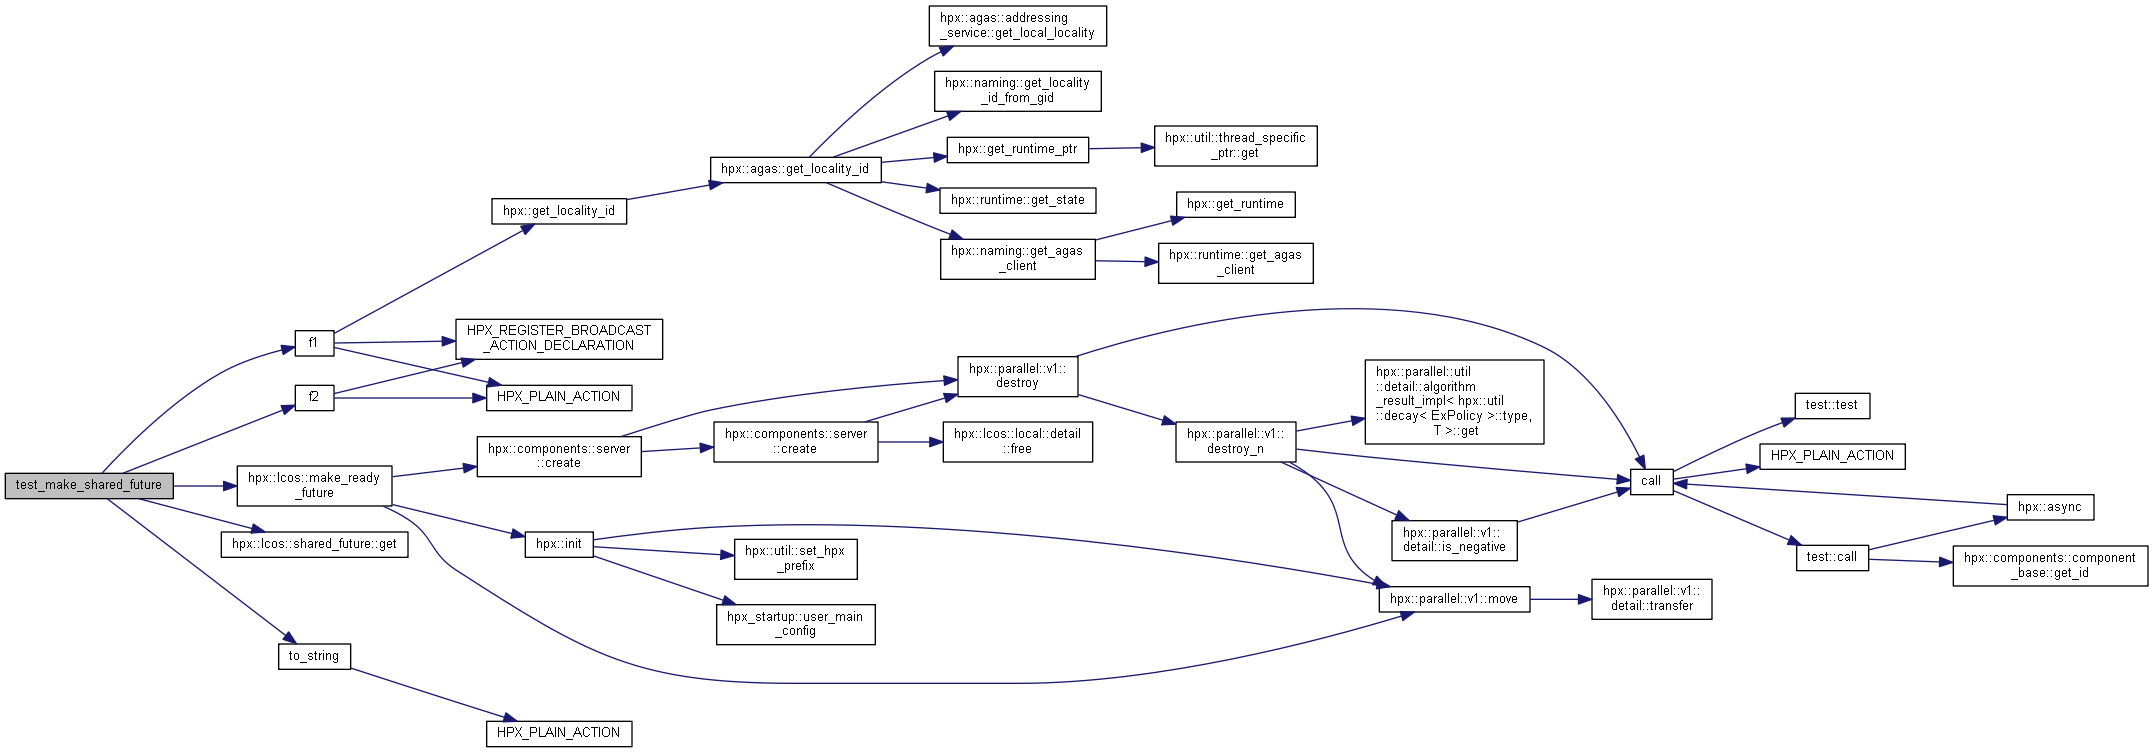 hpx::agas::addressing
_service::get_local_locality
hpx::naming::get_locality
_id_from_gid
hpx::get_runtime_ptr
hpx::util::thread_specific
_ptr::get
hpx::agas::get_locality_id
hpx::runtime::get_state
hpx::get_locality_id
hpx::get_runtime
hpx::naming::get_agas
_client
hpx::runtime::get_agas
_client
f1
HPX_REGISTER_BROADCAST
_ACTION_DECLARATION
f2
HPX_PLAIN_ACTION
hpx::parallel::v1::
destroy
hpx::parallel::util
::detail::algorithm
_result_impl< hpx::util
::decay< ExPolicy >::type,
T >::get
test::test
hpx::components::server
::create
hpx::components::server
::create
hpx::lcos::local::detail
::free
hpx::parallel::v1::
destroy_n
HPX_PLAIN_ACTION
test_make_shared_future
hpx::lcos::make_ready
_future
call
hpx::async
hpx::lcos::shared_future::get
hpx::init
hpx::util::set_hpx
_prefix
hpx::parallel::v1::
detail::is_negative
test::call
hpx::components::component
_base::get_id
hpx_startup::user_main
_config
hpx::parallel::v1::move
hpx::parallel::v1::
detail::transfer
to_string
HPX_PLAIN_ACTION